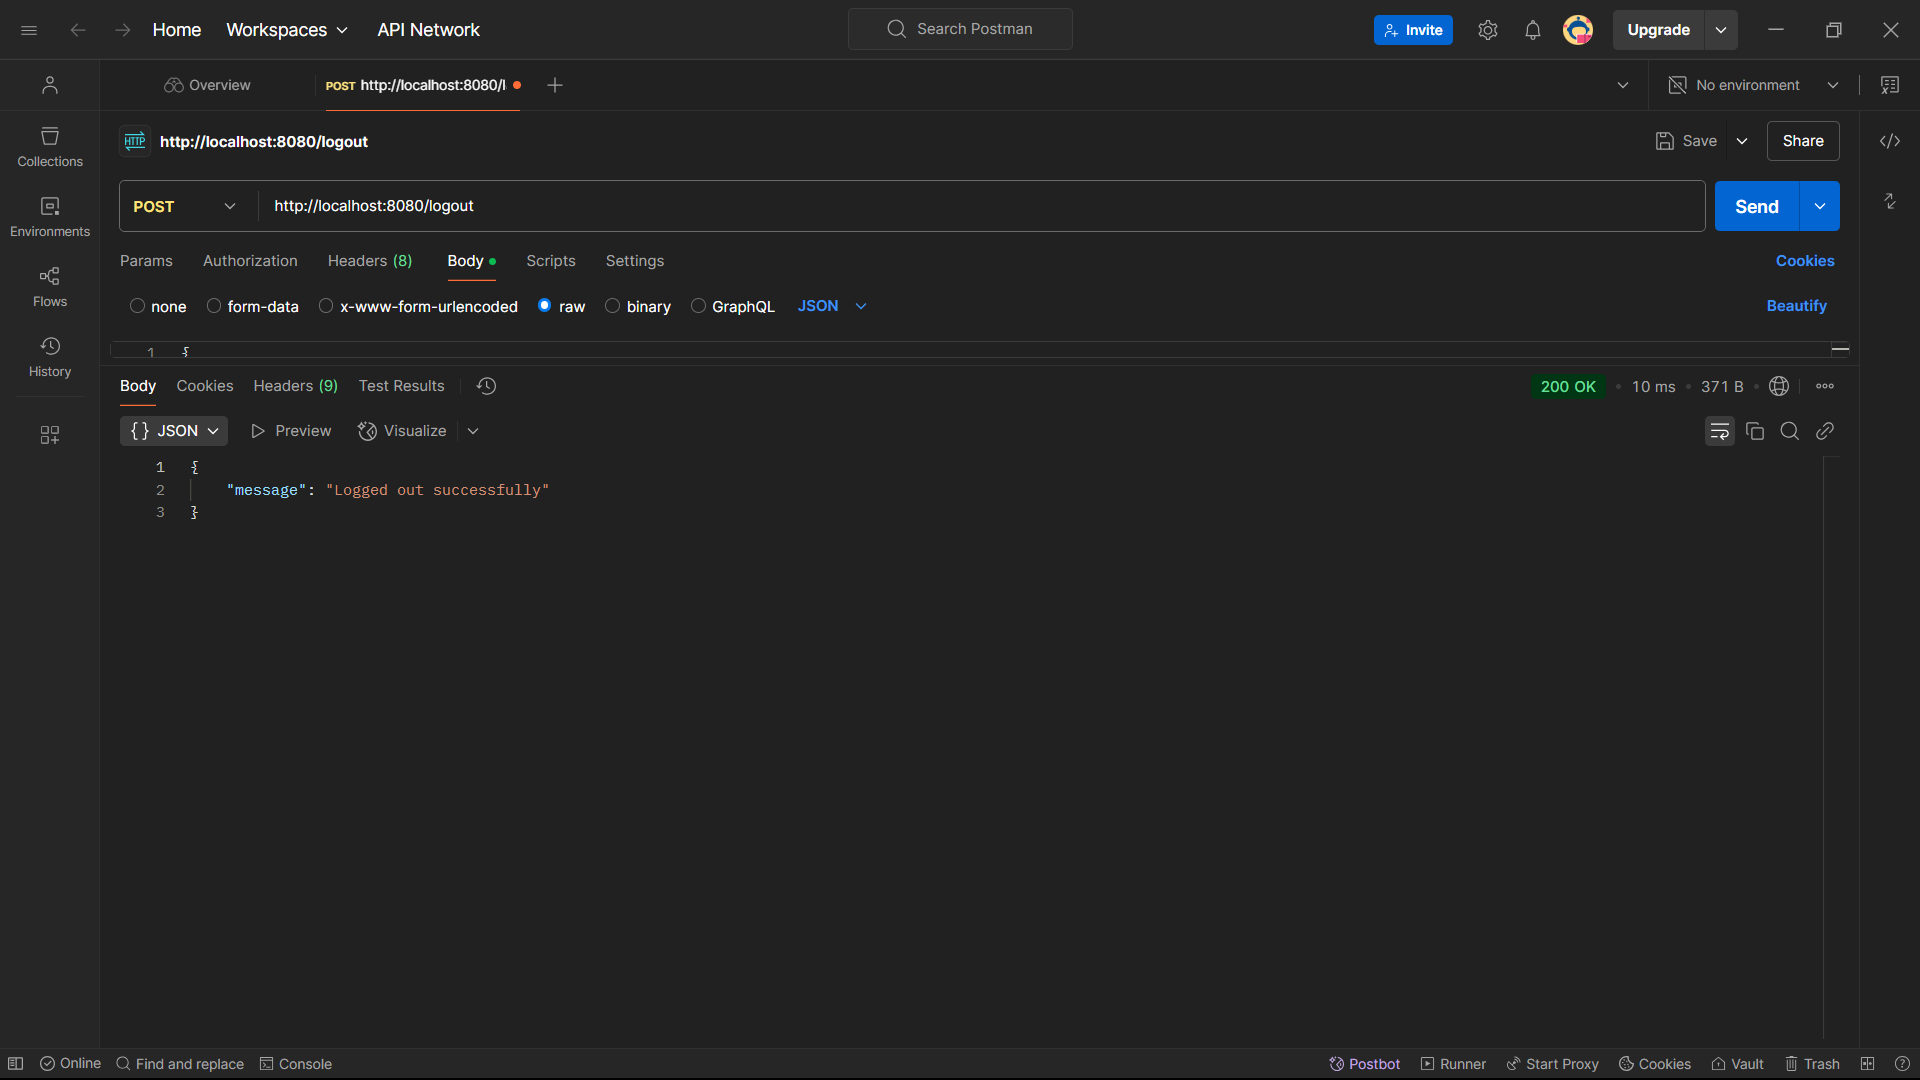 Home Workspaces API Network Search Postman Invite Upgrade
Overview POST http://localhost:8080/l No environment
HTTP http://localhost:8080/logout Save Share
Collections
POST http://localhost:8080/logout Send
Environments
Params Authorization Headers (8) Body Scripts Settings Cookies
Flows
none form-data x-www-form-urlencoded raw binary GraphQL JSON Beautify
1 {
History
Body Cookies Headers (9) Test Results 200 OK • 10 ms • 371 B
{} JSON Preview Visualize
1 {
2 "message": "Logged out successfully"
3 }
Online Find and replace Console Postbot Runner Start Proxy Cookies Vault Trash